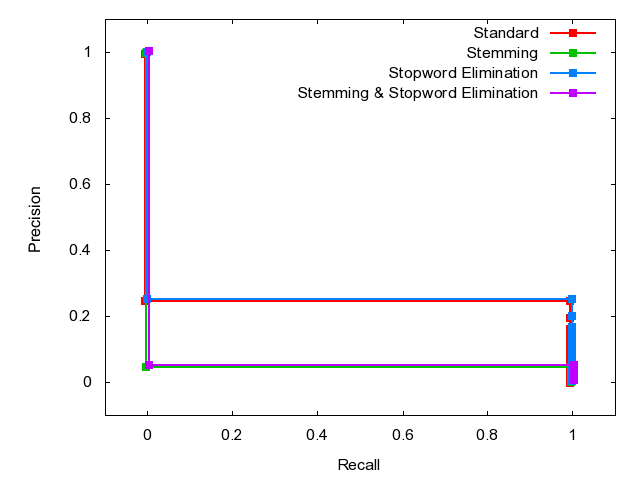 Standard
Stemming
Stopword Elimination
Stemming & Stopword Elimination
1
0.8
0.6
0.4
0.2
0
Precision
0 0.2 0.4 0.6 0.8 1
Recall